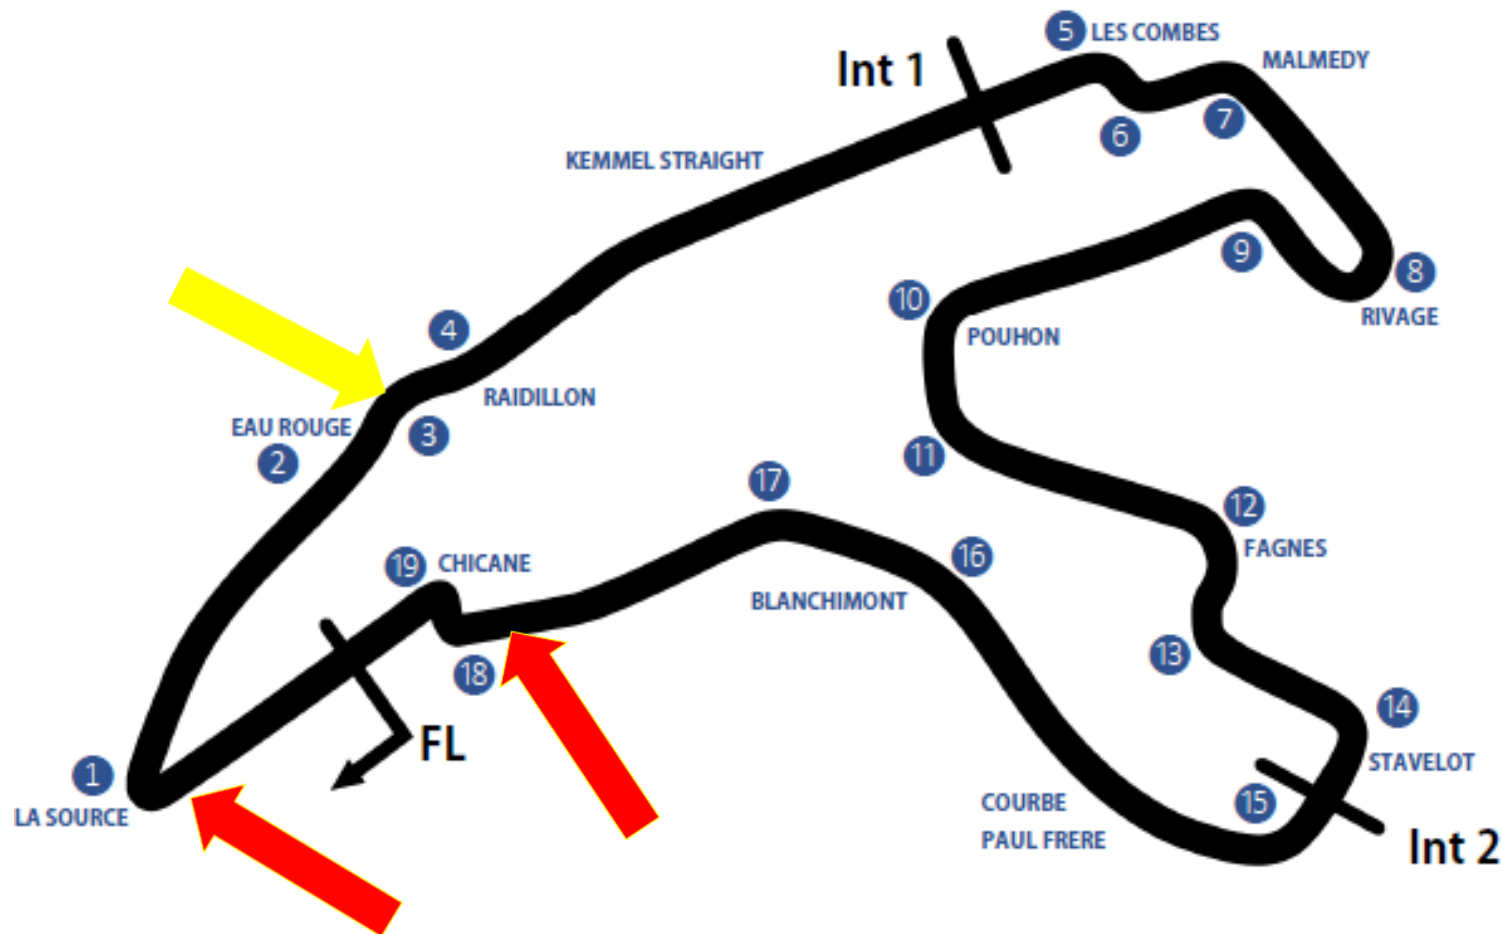 5 LES COMBES
Int 1
MALMEDY
6
7
KEMMEL STRAIGHT
9
8
10
RIVAGE
4
POUHON
RAIDILLON
EAU ROUGE
3
2
11
17
12
FAGNES
19 CHICANE
16
BLANCHIMONT
13
18
14
FL
STAVELOT
1
LA SOURCE
15
COURBE
PAUL FRERE
Int 2